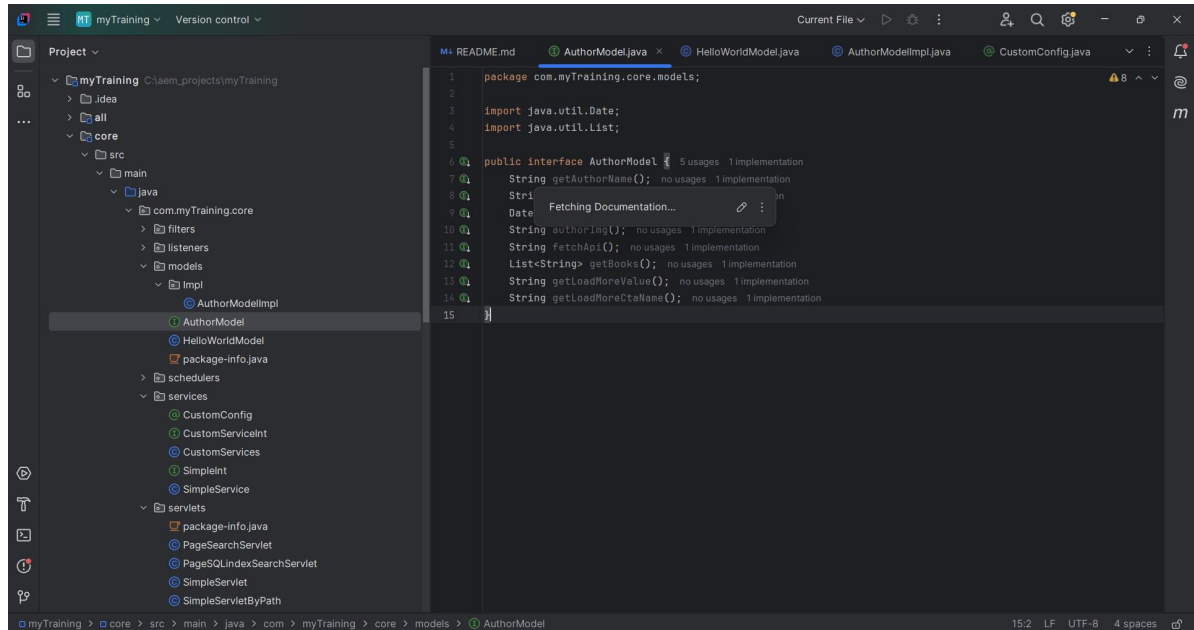 MT myTraining Version control Current File
Project
README.md AuthorModel.java HelloWorldModel.java AuthorModelImpl.java CustomConfig.java
myTraining C:\aem_projects\myTraining
.idea
all
core
src
main
java
com.myTraining.core
filters
listeners
models
Impl
AuthorModelImpl
AuthorModel
HelloWorldModel
package-info.java
schedulers
services
CustomConfig
CustomServiceInt
CustomServices
SimpleInt
SimpleService
servlets
package-info.java
PageSearchServlet
PageSQLindexSearchServlet
SimpleServlet
SimpleServletByPath
1 package com.myTraining.core.models; 8
2
3 import java.util.Date;
4 import java.util.List;
5
6 public interface AuthorModel { 5 usages 1 implementation
7 String getAuthorName(); no usages 1 implementation
8 Stri
Fetching Documentation...
9 Date
10 String authorImg(); no usages 1 implementation
11 String fetchApi(); no usages 1 implementation
12 List<String> getBooks(); no usages 1 implementation
13 String getLoadMoreValue(); no usages 1 implementation
14 String getLoadMoreCtaName(); no usages 1 implementation
15 }
m
myTraining > core > src > main > java > com > myTraining > core > models > AuthorModel 15:2 LF UTF-8 4 spaces